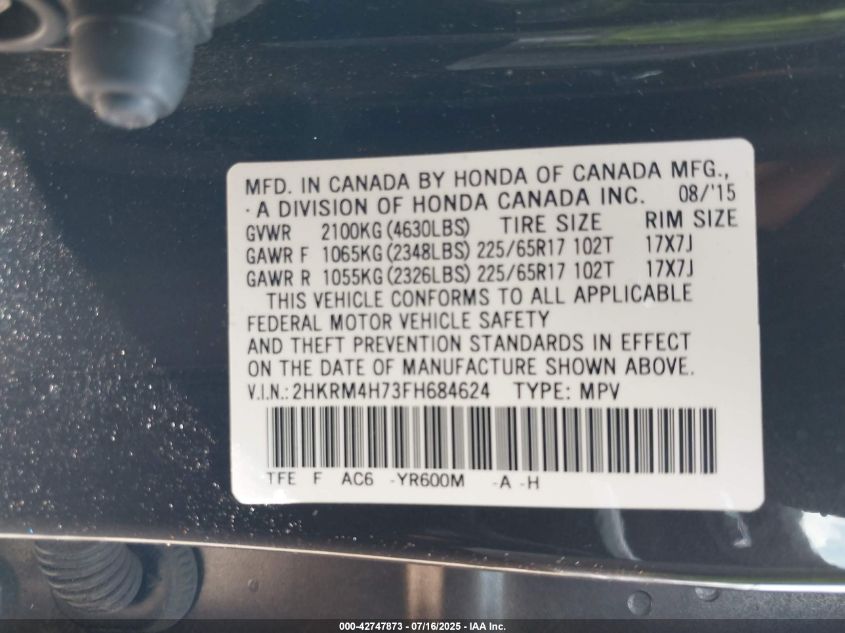 MFD. IN CANADA BY HONDA OF CANADA MFG.,
· A DIVISION OF HONDA CANADA INC. 08/'15
GVWR 2100KG (4630LBS) TIRE SIZE RIM SIZE
GAWR F 1065KG (2348LBS) 225/65R17 102T 17X7J
GAWR R 1055KG (2326LBS) 225/65R17 102T 17X7J
THIS VEHICLE CONFORMS TO ALL APPLICABLE
FEDERAL MOTOR VEHICLE SAFETY
AND THEFT PREVENTION STANDARDS IN EFFECT
ON THE DATE OF MANUFACTURE SHOWN ABOVE.
V.I.N.: 2HKRM4H73FH684624 TYPE: MPV
TFE F AC6 -YR600M -A -H
000-42747873 - 07/16/2025 - IAA Inc.